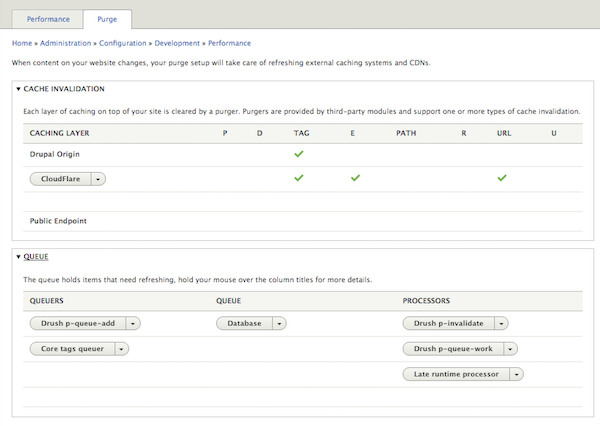 Performance Purge
Home » Administration » Configuration » Development » Performance
When content on your website changes, your purge setup will take care of refreshing external caching systems and CDNs.
CACHE INVALIDATION
Each layer of caching on top of your site is cleared by a purger. Purgers are provided by third-party modules and support one or more types of cache invalidation.
CACHING LAYER P D TAG E PATH R URL U
Drupal Origin
CloudFlare
Public Endpoint
QUEUE
The queue holds items that need refreshing, hold your mouse over the column titles for more details.
QUEUERS QUEUE PROCESSORS
Drush p-queue-add Database Drush p-invalidate
Core tags queuer Drush p-queue-work
Late runtime processor